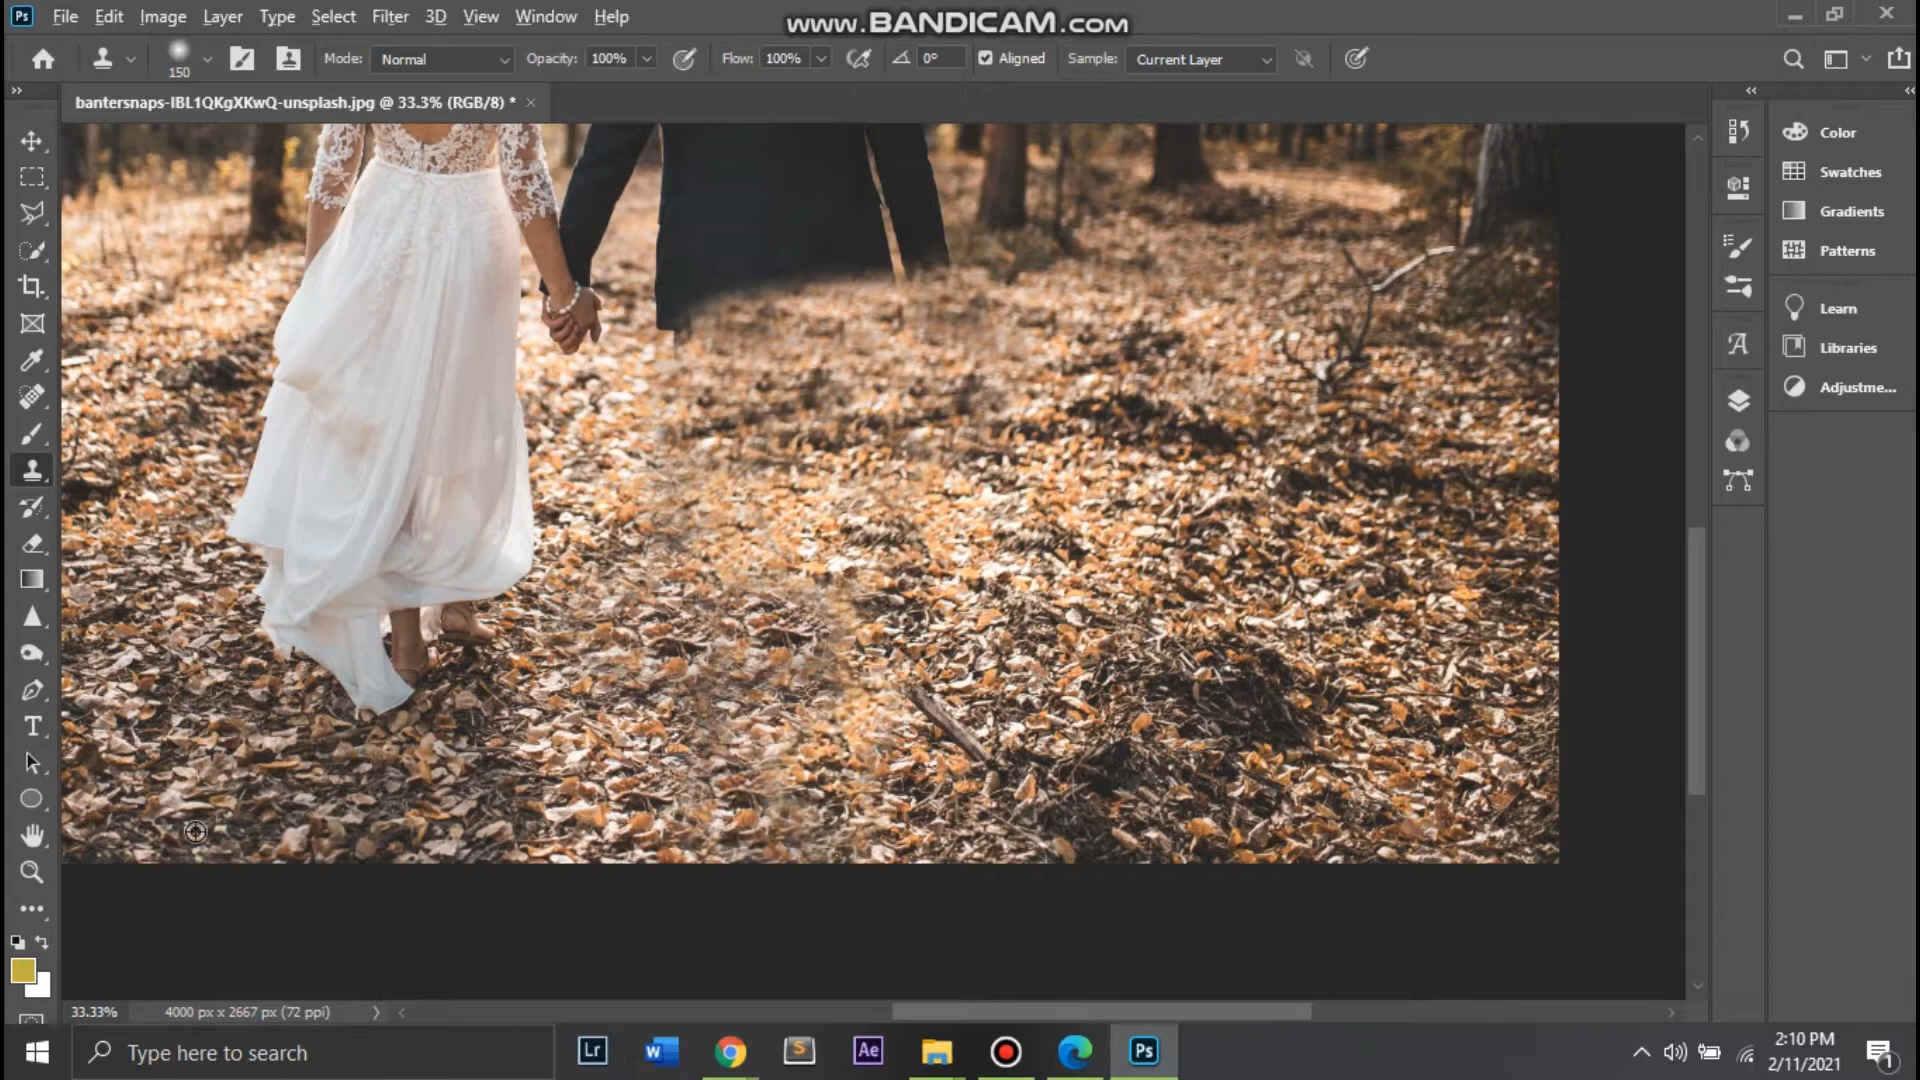 Ps File Edit Image Layer Type Select Filter 3D View Window Help
www.BANDICAM.com
150 Mode: Normal Opacity: 100% Flow: 100% 0° Aligned Sample: Current Layer
bantersnaps-IBL1QKgXKwQ-unsplash.jpg @ 33.3% (RGB/8) * ×
Color
Swatches
Gradients
Patterns
Learn
Libraries
Adjustme...
33.33% 4000 px x 2667 px (72 ppi)
Type here to search
Lr W S Ae Ps
2:10 PM
2/11/2021
1